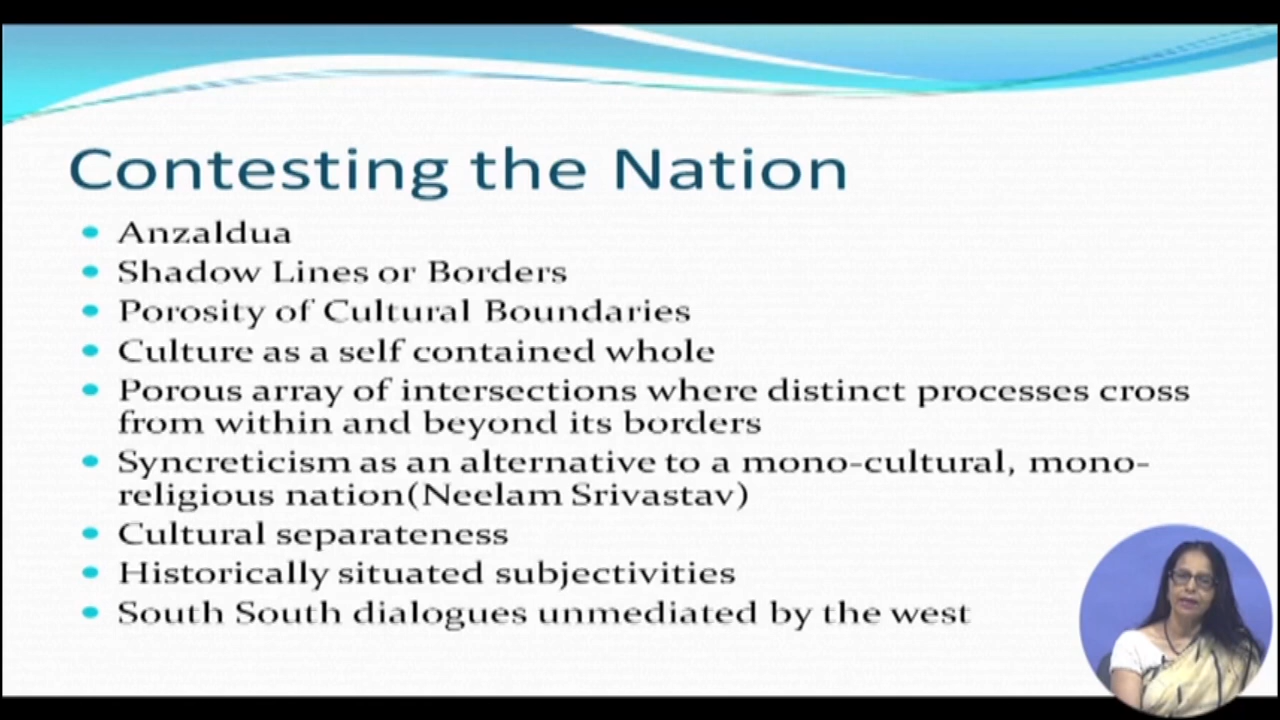 Contesting the Nation
Anzaldua
Shadow Lines or Borders
Porosity of Cultural Boundaries
Culture as a self contained whole
Porous array of intersections where distinct processes cross
from within and beyond its borders
Syncreticism as an alternative to a mono-cultural, mono-
religious nation(Neelam Srivastav)
Cultural separateness
Historically situated subjectivities
South South dialogues unmediated by the west